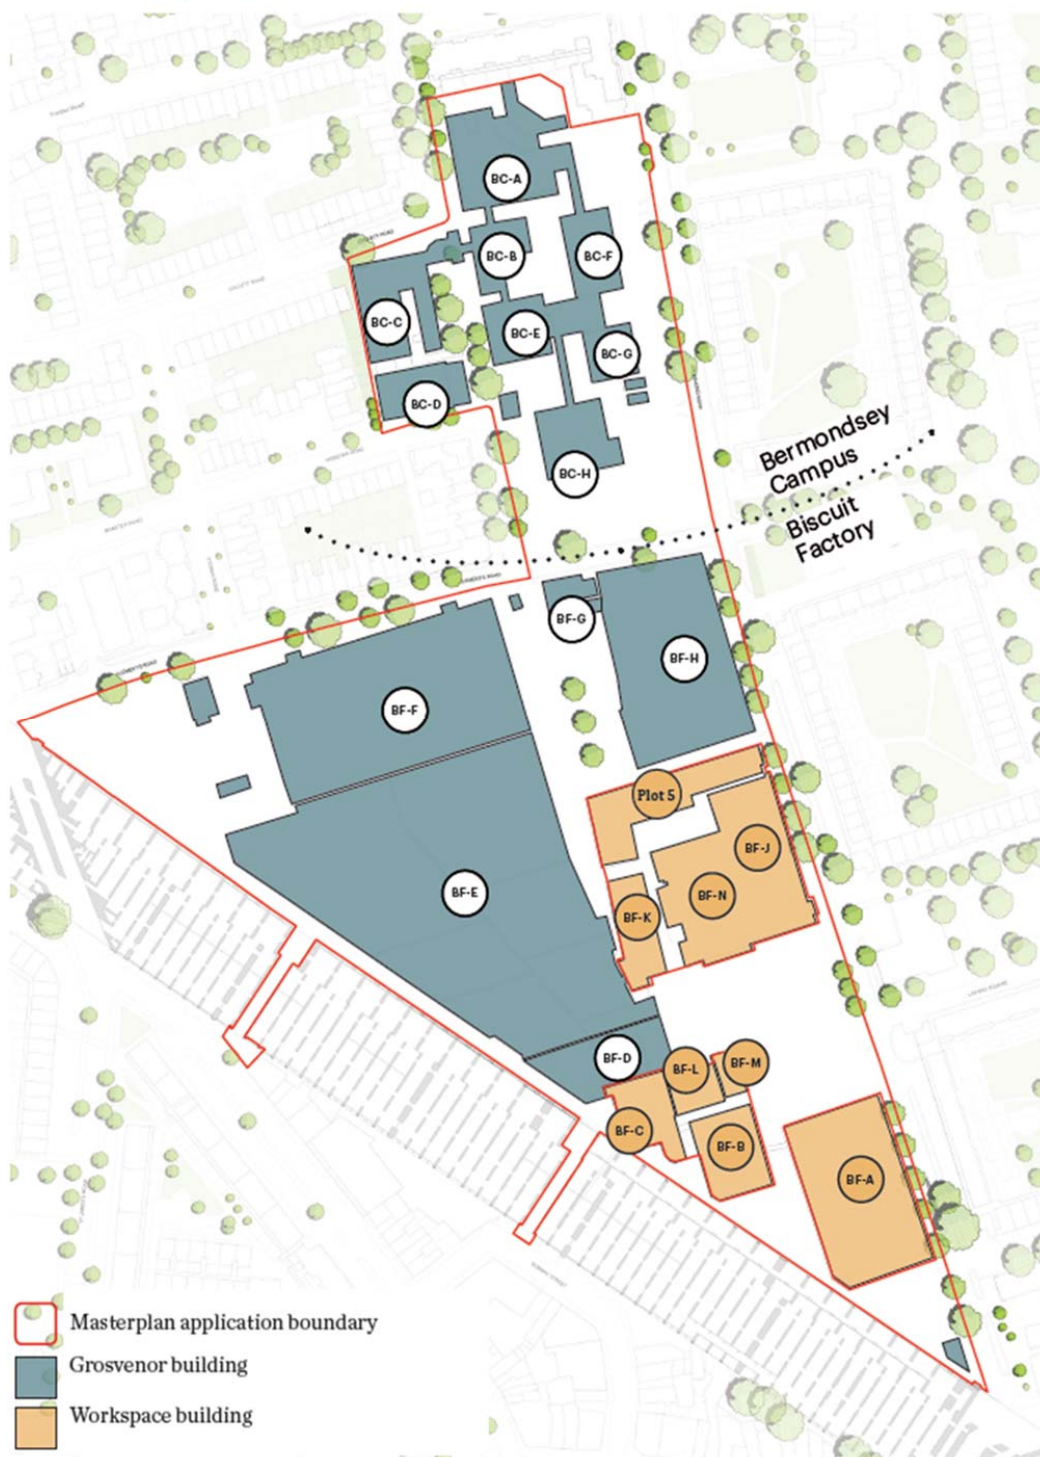 BC-A
BC-B
BC-F
BC-C
BC-E
BC-G
BC-D
BC-H
Bermondsey
Campus
Biscuit
Factory
BF-G
BF-H
BF-F
Plot 5
BF-J
BF-E
BF-N
BF-K
BF-D
BF-L
BF-M
BF-C
BF-B
BF-A
Masterplan application boundary
Grosvenor building
Workspace building